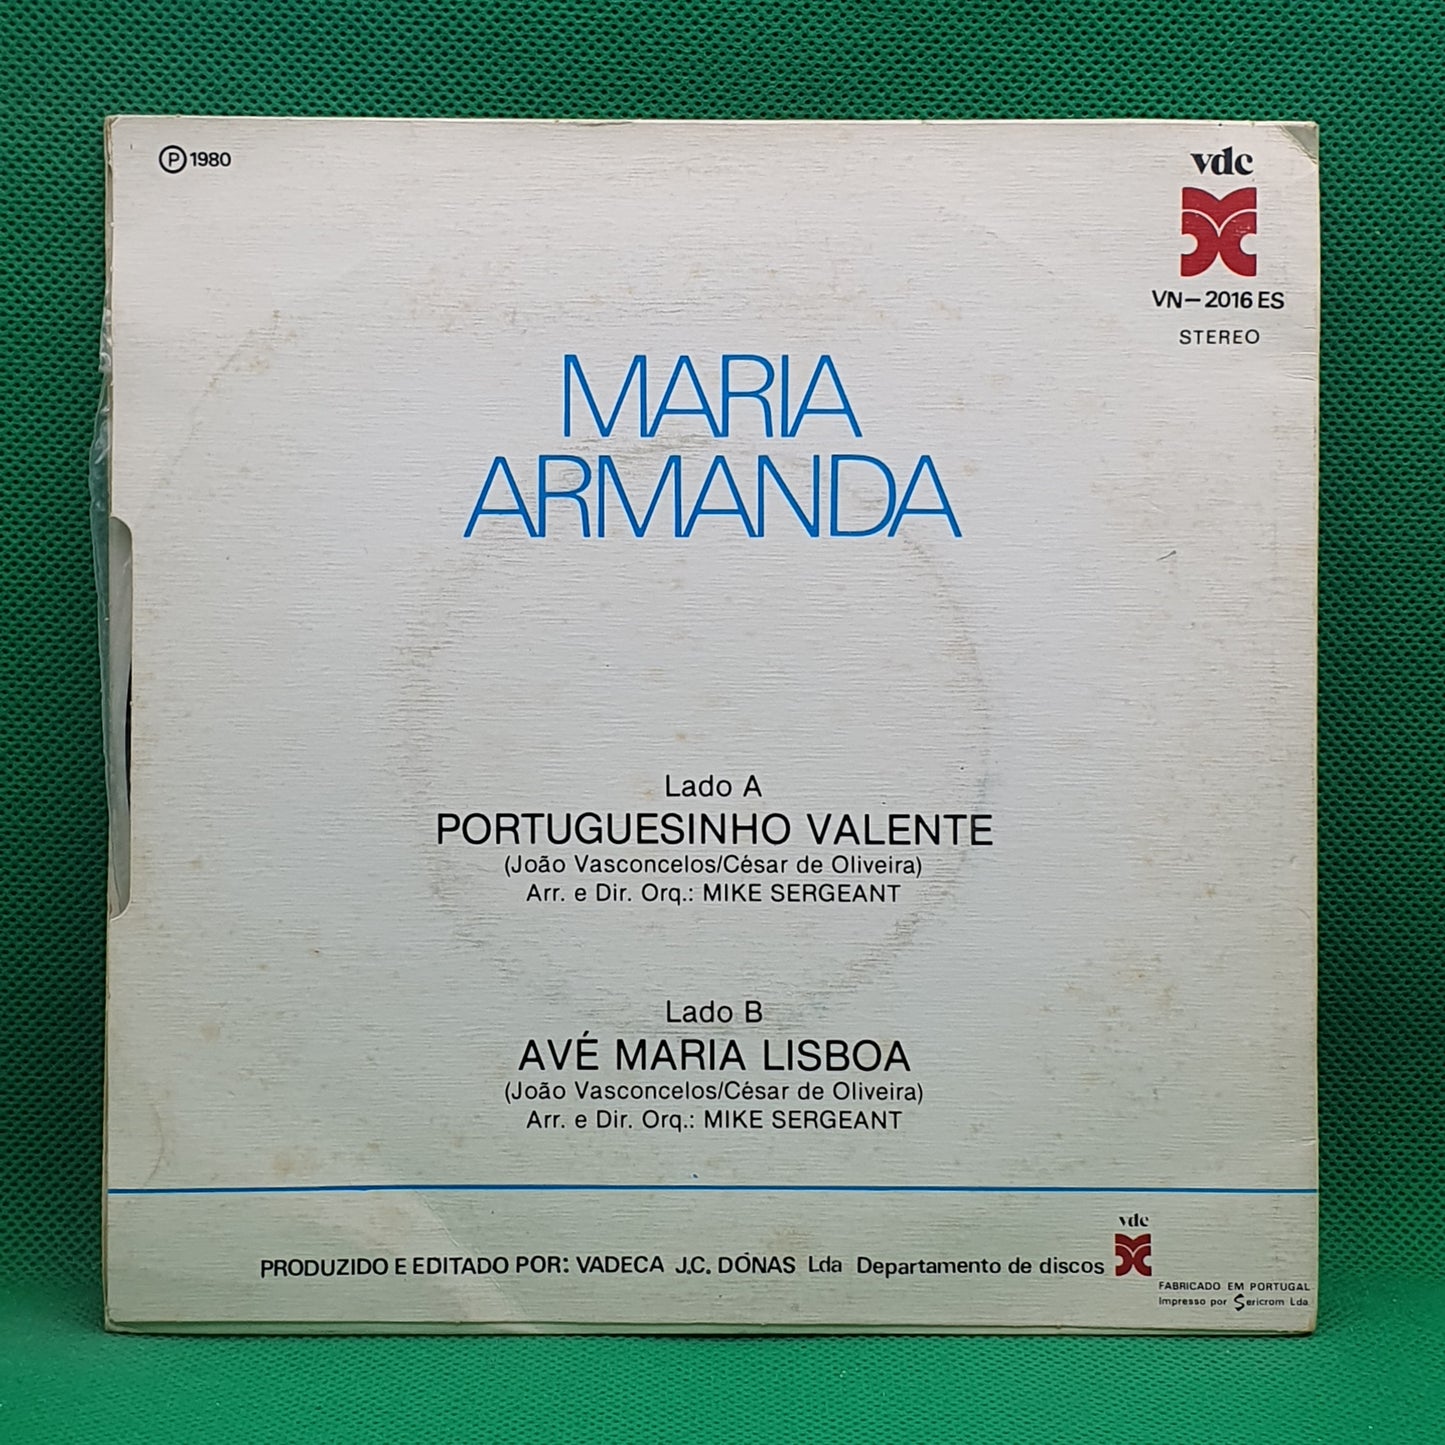 Ⓟ 1980
vdc
VN-2016 ES
STEREO
MARIA
ARMANDA
Lado A
PORTUGUESINHO VALENTE
(João Vasconcelos/César de Oliveira)
Arr. e Dir. Orq.: MIKE SERGEANT
Lado B
AVÉ MARIA LISBOA
(João Vasconcelos/César de Oliveira)
Arr. e Dir. Orq.: MIKE SERGEANT
vdc
PRODUZIDO E EDITADO POR: VADECA J.C. DÓNAS Lda Departamento de discos
FABRICADO EM PORTUGAL
Impresso por Sericrom Lda